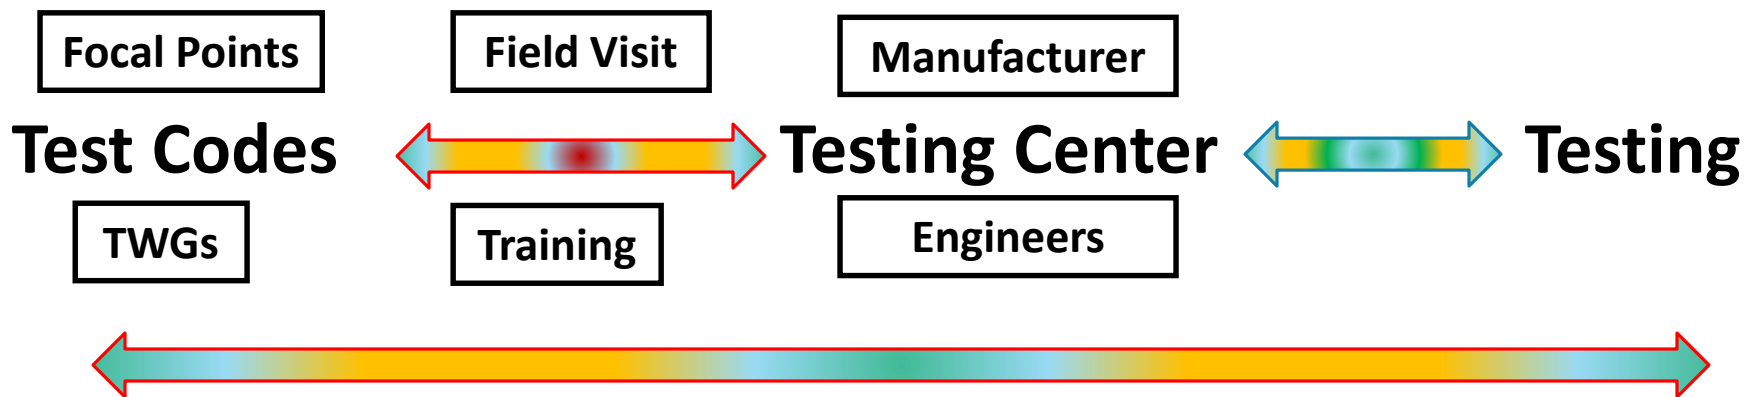 Focal Points
Field Visit
Manufacturer
Test Codes
Testing Center
Testing
TWGs
Training
Engineers